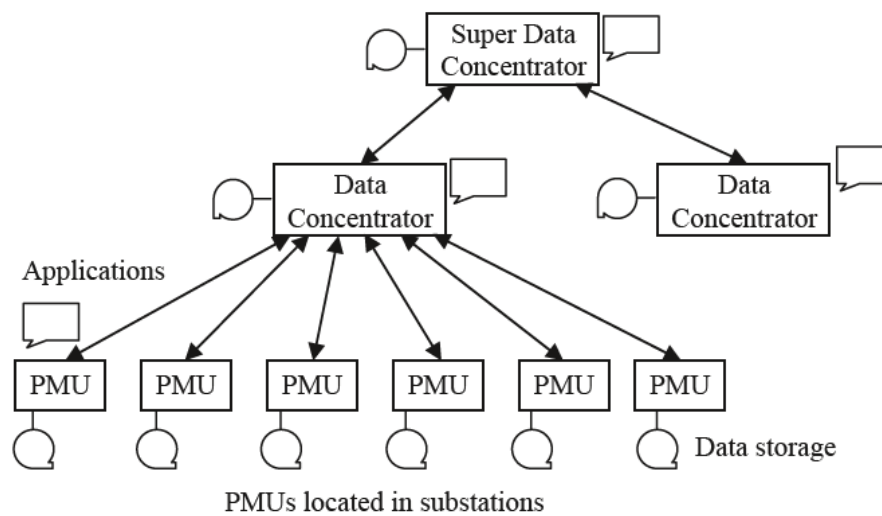 Super Data
Concentrator
Data
Concentrator
Data
Concentrator
Applications
PMU
PMU
PMU
PMU
PMU
PMU
Data storage
PMUs located in substations